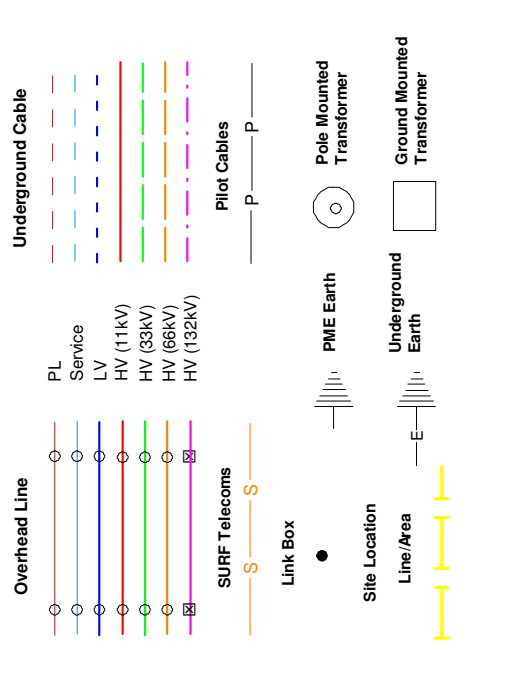 Overhead Line
Underground Cable
PL
Service
LV
HV (11kV)
HV (33kV)
HV (66kV)
HV (132kV)
SURF Telecoms
S
S
Pilot Cables
P
P
Link Box
PME Earth
Pole Mounted
Transformer
Site Location
Line/Area
E
Underground
Earth
Ground Mounted
Transformer